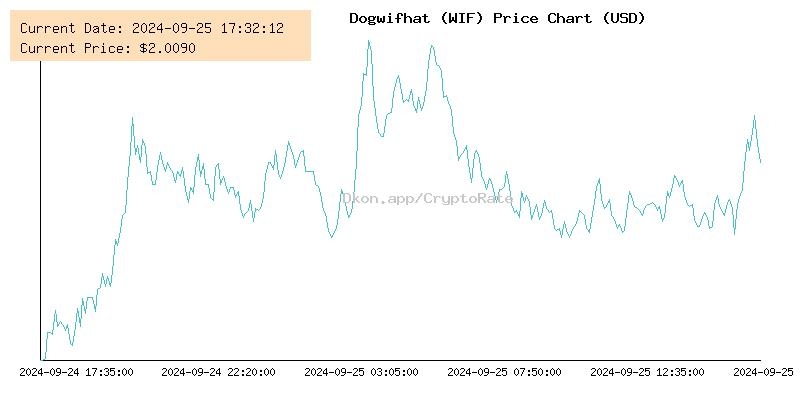 Dogwifhat (WIF) Price Chart (USD)
Current Date: 2024-09-25 17:32:12
Current Price: $2.0090
Dkon.app/CryptoRate
2024-09-24 17:35:00
2024-09-24 22:20:00
2024-09-25 03:05:00
2024-09-25 07:50:00
2024-09-25 12:35:00
2024-09-25